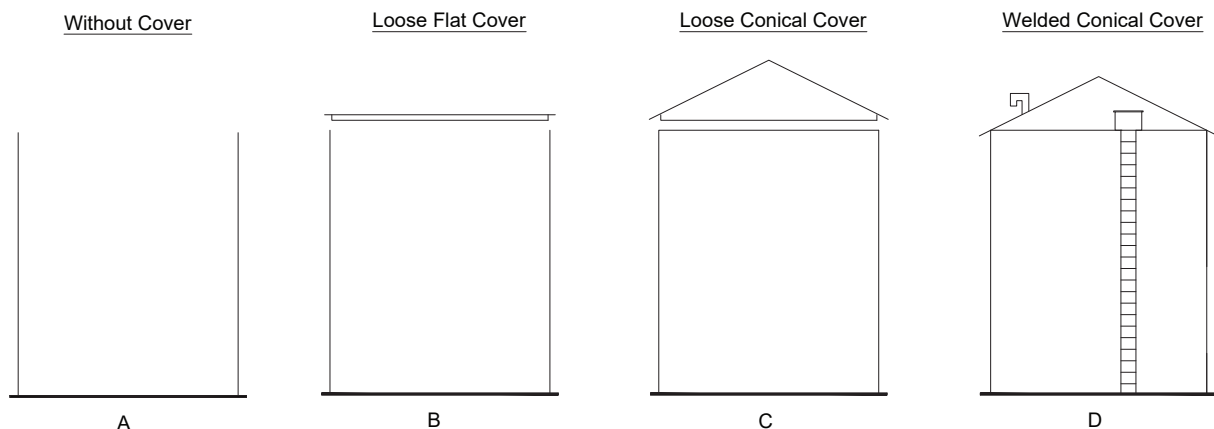 Without Cover
Loose Flat Cover
Loose Conical Cover
Welded Conical Cover
A
B
C
D